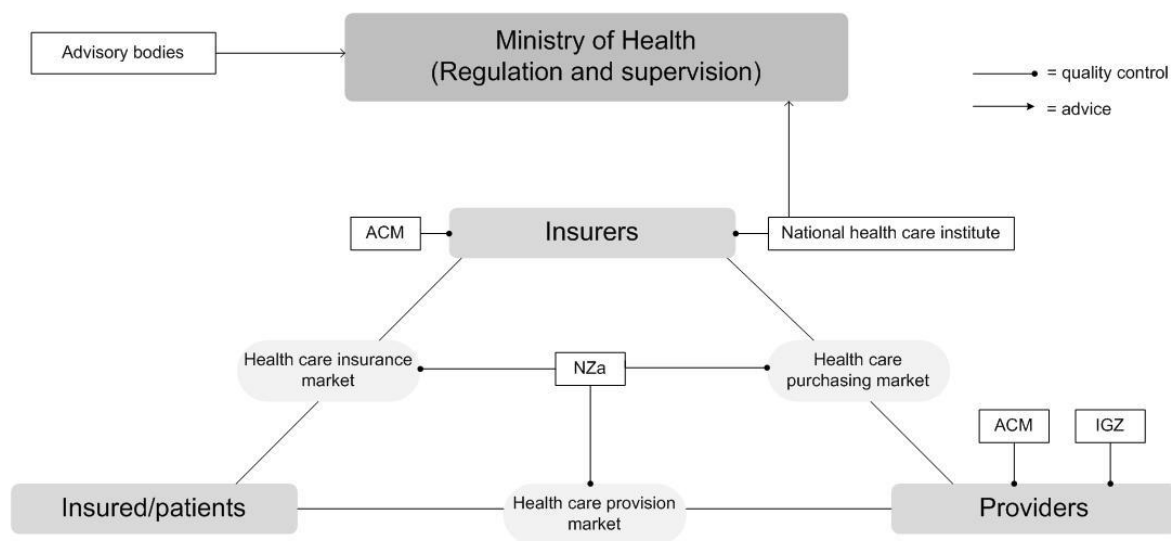 Ministry of Health
(Regulation and supervision)
Advisory bodies
= quality control
= advice
ACM
Insurers
National health care institute
Health care insurance
market
NZa
Health care
purchasing market
ACM
IGZ
Insured/patients
Health care provision
market
Providers